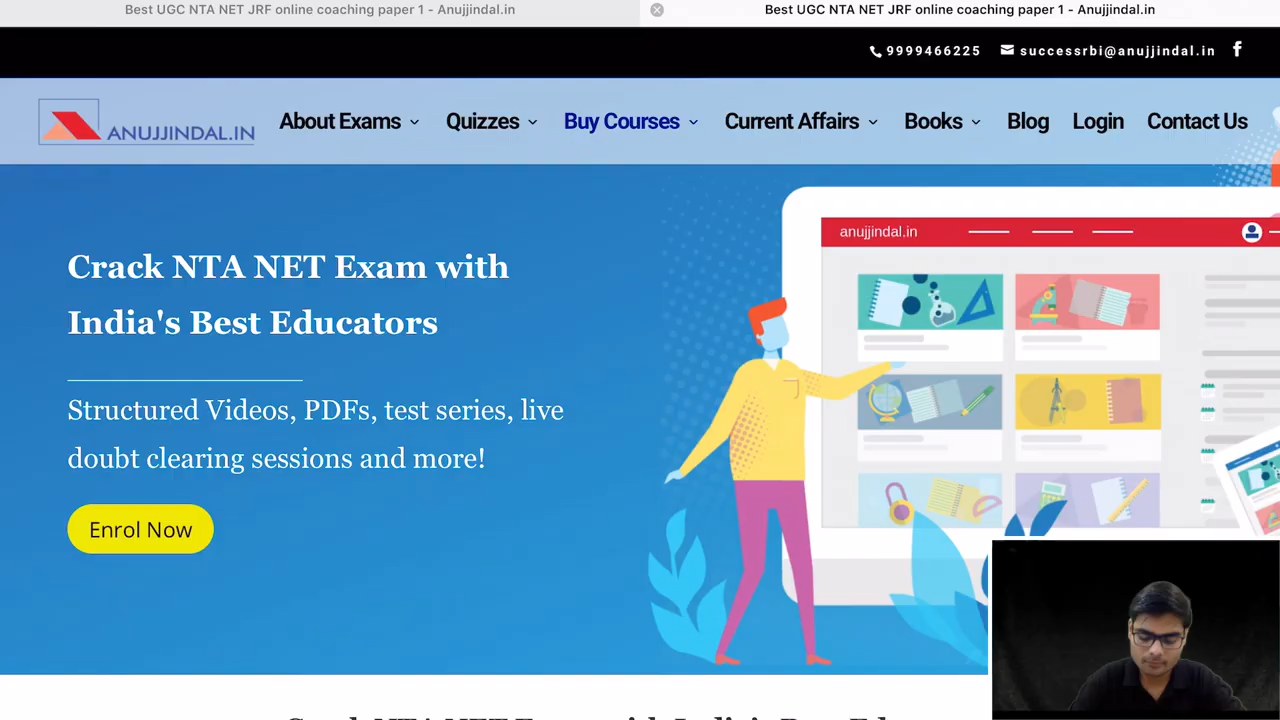 Best UGC NTA NET JRF online coaching paper 1 - Anujjindal.in
Best UGC NTA NET JRF online coaching paper 1 - Anujjindal.in
9999466225 successrbi@anujjindal.in
ANUJJINDAL.IN
About Exams Quizzes Buy Courses Current Affairs Books Blog Login Contact Us
anujjindal.in
Crack NTA NET Exam with
India's Best Educators
Structured Videos, PDFs, test series, live
doubt clearing sessions and more!
Enrol Now